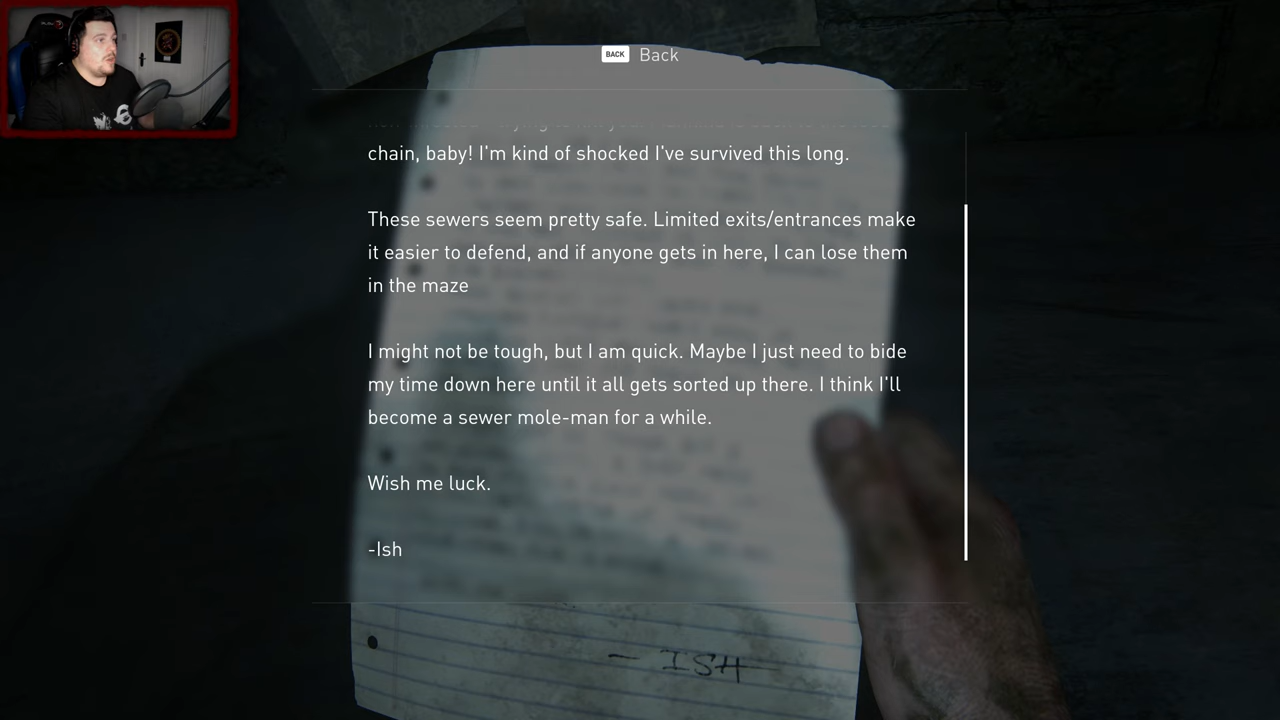 BACK Back
chain, baby! I'm kind of shocked I've survived this long.
These sewers seem pretty safe. Limited exits/entrances make
it easier to defend, and if anyone gets in here, I can lose them
in the maze
I might not be tough, but I am quick. Maybe I just need to bide
my time down here until it all gets sorted up there. I think I'll
become a sewer mole-man for a while.
Wish me luck.
-Ish
- ISH